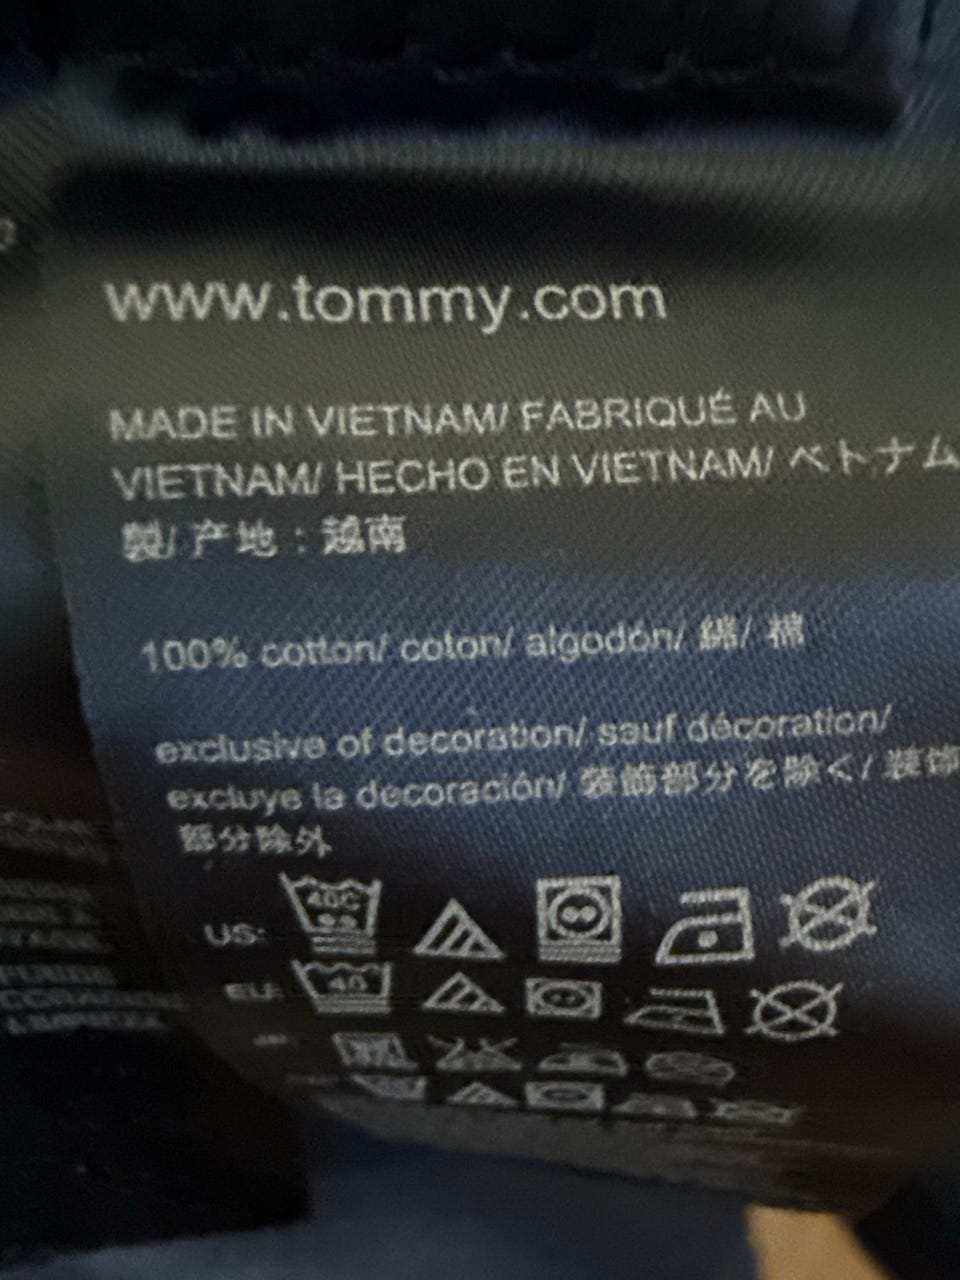 www.tommy.com
MADE IN VIETNAM/ FABRIQUÉ AU
VIETNAM/ HECHO EN VIETNAM/ ベトナム
製/ 产地 : 越南
100% cotton/ coton/ algodón/ 綿/ 棉
exclusive of decoration/ sauf décoration/
excluye la decoración/ 装飾部分を除く/ 装饰
部分除外
US: 40C
40